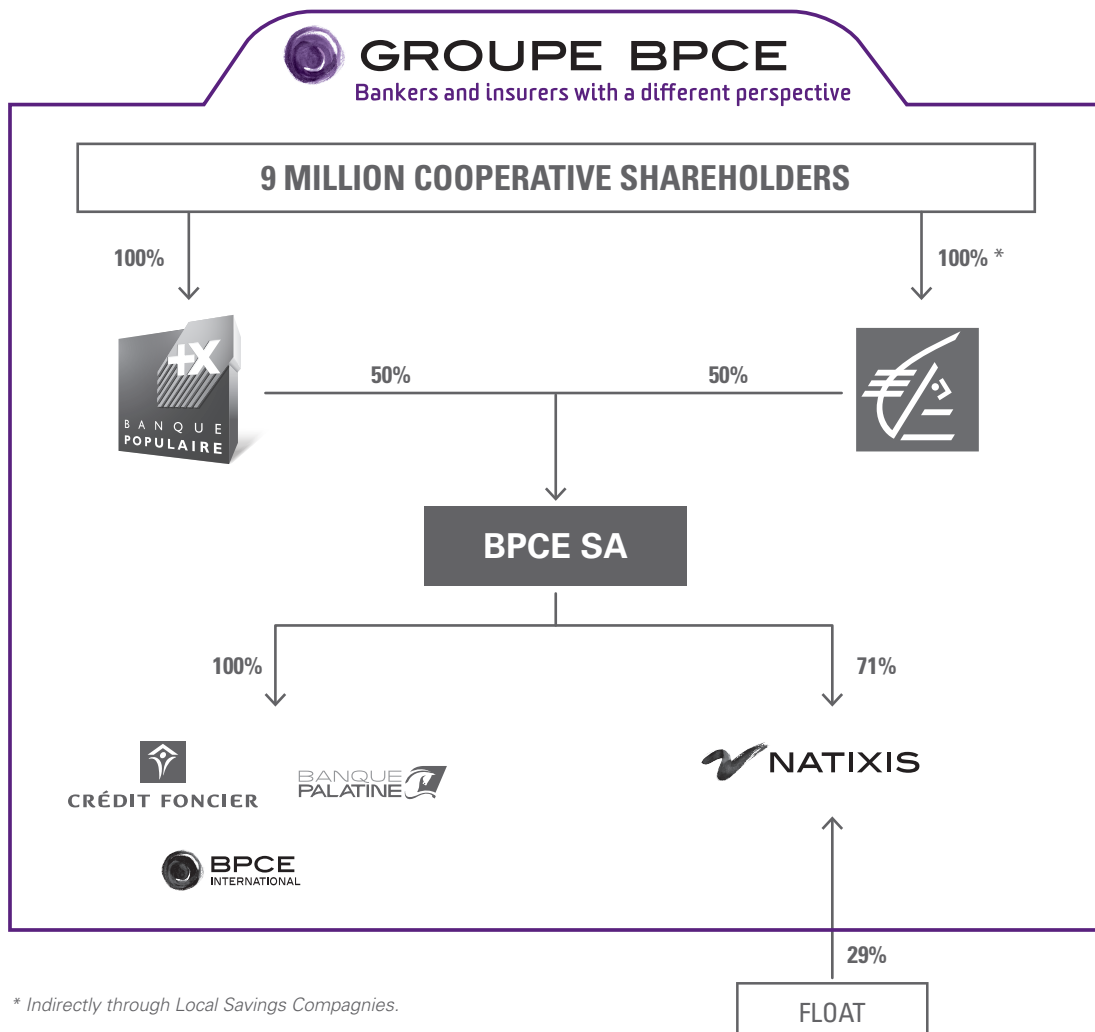 GROUPE BPCE
Bankers and insurers with a different perspective
9 MILLION COOPERATIVE SHAREHOLDERS
100%
100% *
+X
BANQUE
POPULAIRE
50%
50%
BPCE SA
100%
71%
CRÉDIT FONCIER
BANQUE
PALATINE
NATIXIS
BPCE
INTERNATIONAL
29%
* Indirectly through Local Savings Compagnies.
FLOAT